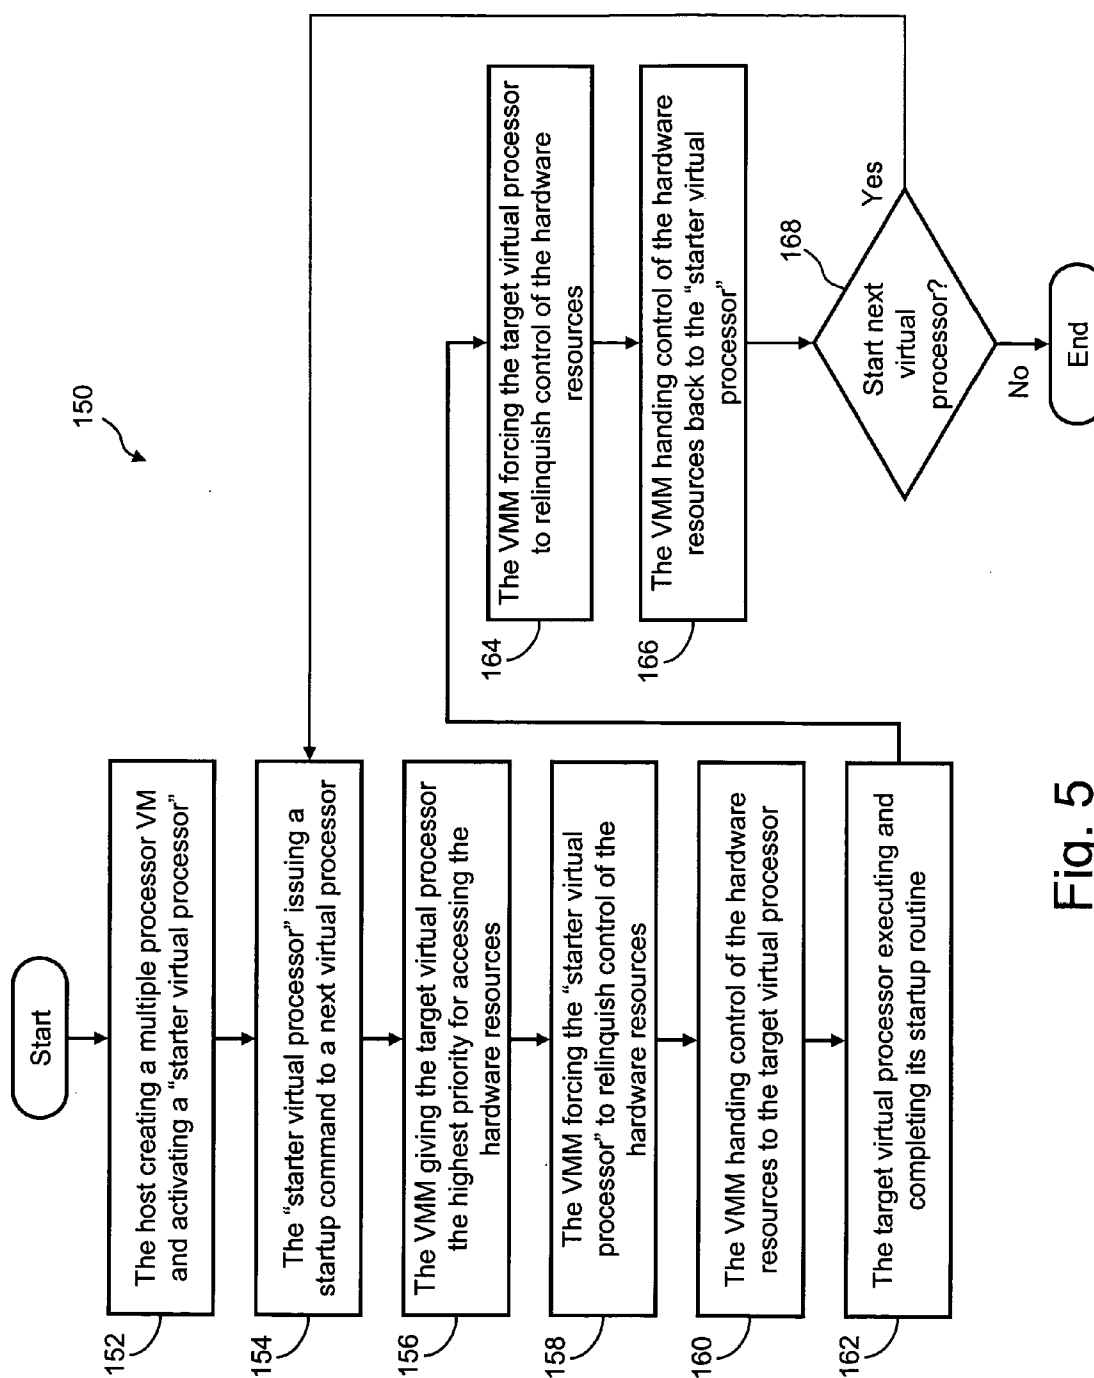 150
Start
152
The host creating a multiple processor VM
and activating a “starter virtual processor”
154
The “starter virtual processor” issuing a
startup command to a next virtual processor
156
The VMM giving the target virtual processor
the highest priority for accessing the
hardware resources
158
The VMM forcing the “starter virtual
processor” to relinquish control of the
hardware resources
160
The VMM handing control of the hardware
resources to the target virtual processor
162
The target virtual processor executing and
completing its startup routine
164
The VMM forcing the target virtual processor
to relinquish control of the hardware
resources
166
The VMM handing control of the hardware
resources back to the “starter virtual
processor”
168
Start next
virtual
processor?
Yes
No
End
Fig. 5